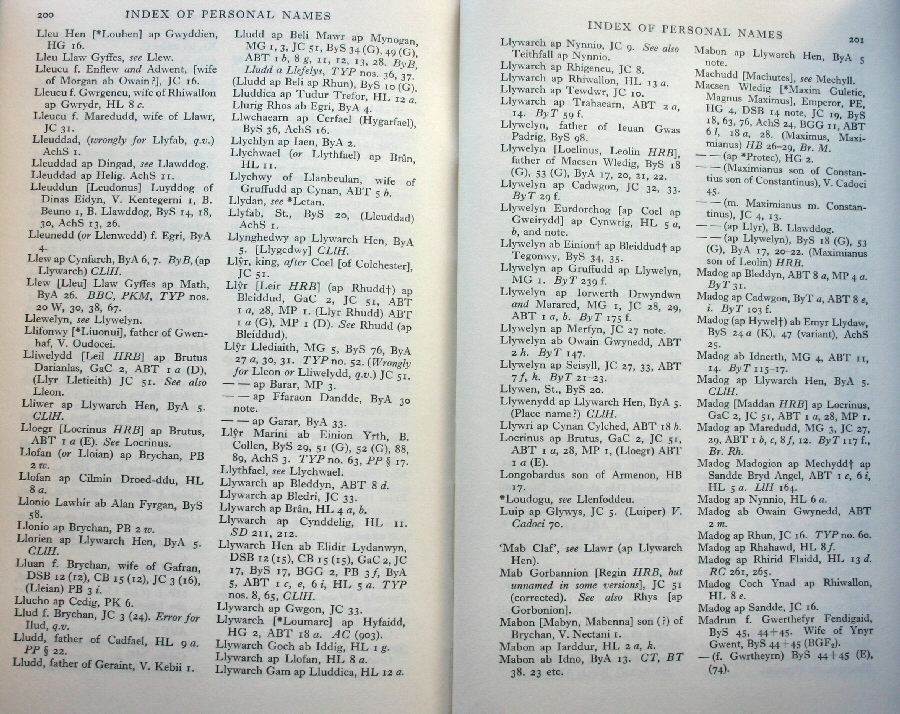 200 INDEX OF PERSONAL NAMES
Lleu Hen [*Louhen] ap Gwyddien,
HG 16.
Lleu Llaw Gyffes, see Llew.
Lleucu f. Enflew and Adwent, [wife
of Morgan ab Owain?], JC 16.
Lleucu f. Gwrgeneu, wife of Rhiwallon
ap Gwrydr, HL 8 c.
Lleucu f. Maredudd, wife of Llawr,
JC 31.
Lleuddad, (wrongly for Llyfab, q.v.)
AchS 1.
Lleuddad ap Dingad, see Llawddog.
Lleuddad ap Helig. AchS 11.
Lleuddun [Leudonus] Luyddog of
Dinas Eidyn, V. Kentegerni 1, B.
Beuno 1, B. Llawddog, ByS 14, 18,
30, AchS 13, 26.
Lleunedd (or Llenwedd) f. Egri, ByA
4.
Llew ap Cynfarch, ByA 6, 7. ByB, (ap
Llywarch) CLlH.
Llew [Lleu] Llaw Gyffes ap Math,
ByA 26. BBC, PKM, TYP nos.
20 W, 30, 38, 67.
Llewelyn, see Llywelyn.
Llifonwy [*Liuonui], father of Gwen-
haf, V. Oudocei.
Lliwelydd [Leil HRB] ap Brutus
Darianlas, GaC 2, ABT 1 a (D),
(Llyr Lletieith) JC 51. See also
Lleon.
Lliwer ap Llywarch Hen, ByA 5.
CLlH.
Lloegr [Locrinus HRB] ap Brutus,
ABT 1 a (E). See Locrinus.
Llofan (or Lloian) ap Brychan, PB
2 w.
Llofan ap Cilmin Droed-ddu, HL
8 a.
Llonio Lawhir ab Alan Fyrgan, ByS
58.
Llonio ap Brychan, PB 2 w.
Llorien ap Llywarch Hen, ByA 5.
CLlH.
Lluan f. Brychan, wife of Gafran,
DSB 12 (12), CB 15 (12), JC 3 (16),
(Lleian) PB 3 i.
Llucho ap Cedig, PK 6.
Llud f. Brychan, JC 3 (24). Error for
Ilud, q.v.
Lludd, father of Cadfael, HL 9 a.
PP § 22.
Lludd, father of Geraint, V. Kebii 1.
Lludd ap Beli Mawr ap Mynogan,
MG 1, 3, JC 51, ByS 34 (G), 49 (G),
ABT 1 b, 8 g, 11, 12, 13, 28. ByB,
Lludd a Llefelys, TYP nos. 36, 37.
(Lludd ap Beli ap Rhun), ByS 10 (G).
Lluddica ap Tudur Trefor, HL 12 a.
Llurig Rhos ab Egri, ByA 4.
Llwchaearn ap Cerfael (Hygarfael),
ByS 36, AchS 16.
Llychlyn ap Iaen, ByA 2.
Llychwael (or Llythfael) ap Brân,
HL 11.
Llychwy of Llanbeulan, wife of
Gruffudd ap Cynan, ABT 5 b.
Llydan, see *Letan.
Llyfab, St., ByS 20, (Lleuddad)
AchS 1.
Llynghedwy ap Llywarch Hen, ByA
5. [Llygedwy] CLlH.
Llŷr, king, after Coel [of Colchester],
JC 51.
Llŷr [Leir HRB] (ap Rhudd†) ap
Bleiddud, GaC 2, JC 51, ABT
1 a, 28, MP 1. (Llyr Rhudd) ABT
1 a (G), MP 1 (D). See Rhudd (ap
Bleiddud).
Llŷr Llediaith, MG 5, ByS 76, ByA
27 a, 30, 31. TYP no. 52. (Wrongly
for Lleon or Lliwelydd, q.v.) JC 51.
— — ap Barar, MP 3.
— — ap Ffaraon Dandde, ByA 30
note.
— — ap Garar, ByA 33.
Llŷr Marini ab Einion Yrth, B.
Collen, ByS 29, 51 (G), 52 (G), 88,
89, AchS 3. TYP no. 63, PP § 17.
Llythfael, see Llychwael.
Llywarch ap Bleddyn, ABT 8 d.
Llywarch ap Bledri, JC 33.
Llywarch ap Brân, HL 4 a, b.
Llywarch ap Cynddelig, HL 11.
SD 211, 212.
Llywarch Hen ab Elidir Lydanwyn,
DSB 12 (15), CB 15 (15), GaC 2, JC
17, ByS 17, BGG 2, PB 3 f, ByA
5, ABT 1 c, e, 6 i, HL 5 a. TYP
nos. 8, 65, CLlH.
Llywarch ap Gwgon, JC 33.
Llywarch [*Loumarc] ap Hyfaidd,
HG 2, ABT 18 a. AC (903).
Llywarch Goch ab Iddig, HL 1 g.
Llywarch ap Llofan, HL 8 a.
Llywarch Gam ap Lluddica, HL 12 a.
INDEX OF PERSONAL NAMES 201
Llywarch ap Nynnio, JC 9. See also
Teithfall ap Nynnio.
Llywarch ap Rhigeneu, JC 8.
Llywarch ap Rhiwallon, HL 13 a.
Llywarch ap Tewdwr, JC 10.
Llywarch ap Trahaearn, ABT 2 a,
14. ByT 59 f.
Llywelyn, father of Ieuan Gwas
Padrig, ByS 98.
Llywelyn [Loelinus, Leolin HRB],
father of Macsen Wledig, ByS 18
(G), 53 (G), ByA 17, 20, 21, 22.
Llywelyn ap Cadwgon, JC 32, 33.
ByT 29 f.
Llywelyn Eurdorchog [ap Coel ap
Gweirydd] ap Cynwrig, HL 5 a,
b, and note.
Llywelyn ab Einion† ap Bleiddud† ap
Tegonwy, ByS 34, 35.
Llywelyn ap Gruffudd ap Llywelyn,
MG 1. ByT 239 f.
Llywelyn ap Iorwerth Drwyndwn
and Marared, MG 1, JC 28, 29,
ABT 1 a, b. ByT 175 f.
Llywelyn ap Merfyn, JC 27 note.
Llywelyn ab Owain Gwynedd, ABT
2 h. ByT 147.
Llywelyn ap Seisyll, JC 27, 33, ABT
7 f, h. ByT 21–23.
Llywen, St., ByS 20.
Llywenydd ap Llywarch Hen, ByA 5.
(Place name?) CLlH.
Llywri ap Cynan Cylched, ABT 18 b.
Locrinus ap Brutus, GaC 2, JC 51,
ABT 1 a, 28, MP 1, (Lloegr) ABT
1 a (E).
Longobardus son of Armenon, HB
17.
*Loudogu, see Llenfoddeu.
Luip ap Glywys, JC 5. (Luiper) V.
Cadoci 70.
'Mab Claf', see Llawr (ap Llywarch
Hen).
Mab Gorbannion [Regin HRB, but
unnamed in some versions], JC 51
(corrected). See also Rhys [ap
Gorbonion].
Mabon [Mabyn, Mabenna] son (?) of
Brychan, V. Nectani 1.
Mabon ap Iarddur, HL 2 a, k.
Mabon ab Idno, ByA 13. CT, BT
38. 23 etc.
Mabon ap Llywarch Hen, ByA 5
note.
Machudd [Machutes], see Mechyll.
Macsen Wledig [*Maxim Guletic,
Magnus Maximus], Emperor, PE,
HG 4, DSB 14 note, JC 19, ByS
18, 63, 76, AchS 24, BGG 11, ABT
6 l, 18 a, 28. (Maximus, Maxi-
mianus) HB 26–29, Br. M.
— — (ap *Protec), HG 2.
— — (Maximianus son of Constan-
tius son of Constantinus), V. Cadoci
45.
— — (m. Maximianus m. Constan-
tinus), JC 4, 13.
— — (ap Llyr), B. Llawddog.
— — (ap Llywelyn), ByS 18 (G), 53
(G), ByA 17, 20–22. (Maximianus
son of Leolin) HRB.
Madog ap Bleddyn, ABT 8 a, MP 4 a.
ByT 31.
Madog ap Cadwgon, ByT a, ABT 8 e,
i. ByT 103 f.
Madog (ap Hywel†) ab Emyr Llydaw,
ByS 24 a (K), 47 (variant), AchS
25.
Madog ab Idnerth, MG 4, ABT 11,
14. ByT 115–17.
Madog ap Llywarch Hen, ByA 5.
CLlH.
Madog [Maddan HRB] ap Locrinus,
GaC 2, JC 51, ABT 1 a, 28, MP 1.
Madog ap Maredudd, MG 3, JC 27,
29, ABT 1 b, c, 8 f, 12. ByT 117 f.,
Br. Rh.
Madog Madogion ap Mechydd† ap
Sandde Bryd Angel, ABT 1 e, 6 i,
HL 5 a. LlH 164.
Madog ap Nynnio, HL 6 a.
Madog ab Owain Gwynedd, ABT
2 m.
Madog ap Rhun, JC 16. TYP no. 60.
Madog ap Rhahawd, HL 8 f.
Madog ap Rhirid Flaidd, HL 13 d.
RC 261, 265.
Madog Coch Ynad ap Rhiwallon,
HL 8 e.
Madog ap Sandde, JC 16.
Madrun f. Gwerthefyr Fendigaid,
ByS 45, 44+45. Wife of Ynyr
Gwent, ByS 44+45 (BGF₂).
— (f. Gwrtheyrn) ByS 44+45 (E),
(74).